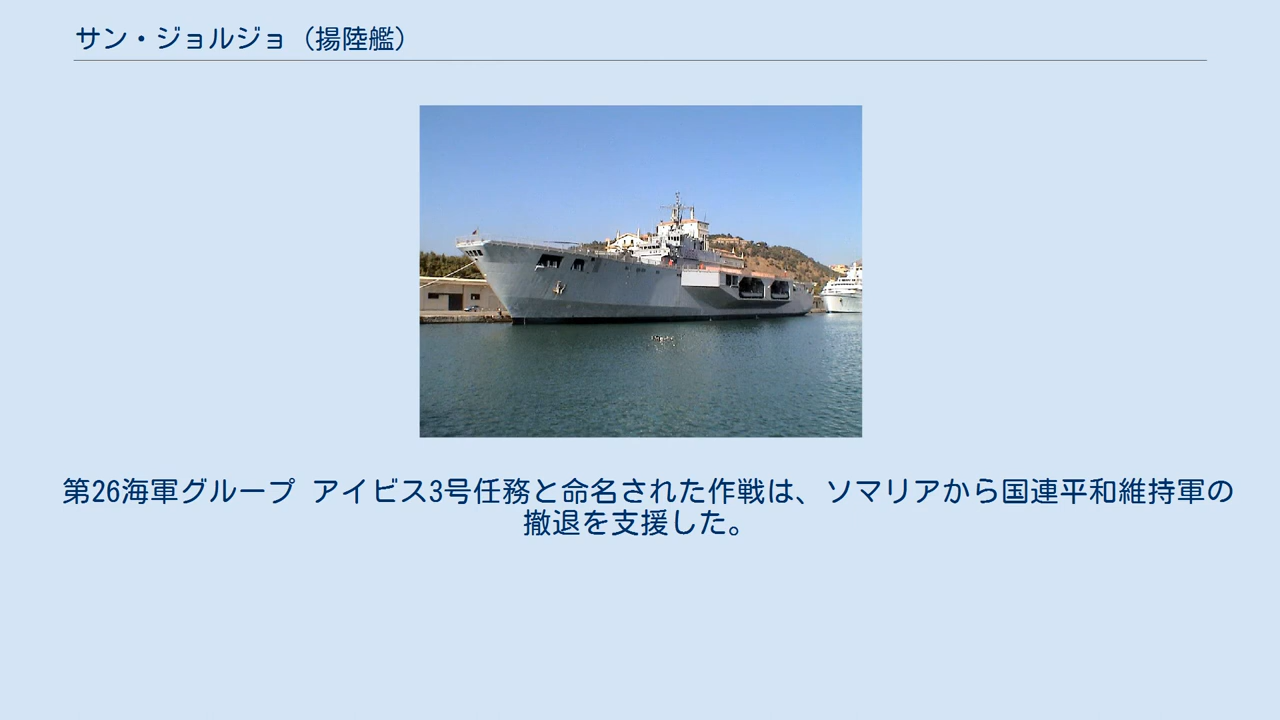 サン・ジョルジョ（揚陸艦）
第26海軍グループ アイビス3号任務と命名された作戦は、ソマリアから国連平和維持軍の
撤退を支援した。